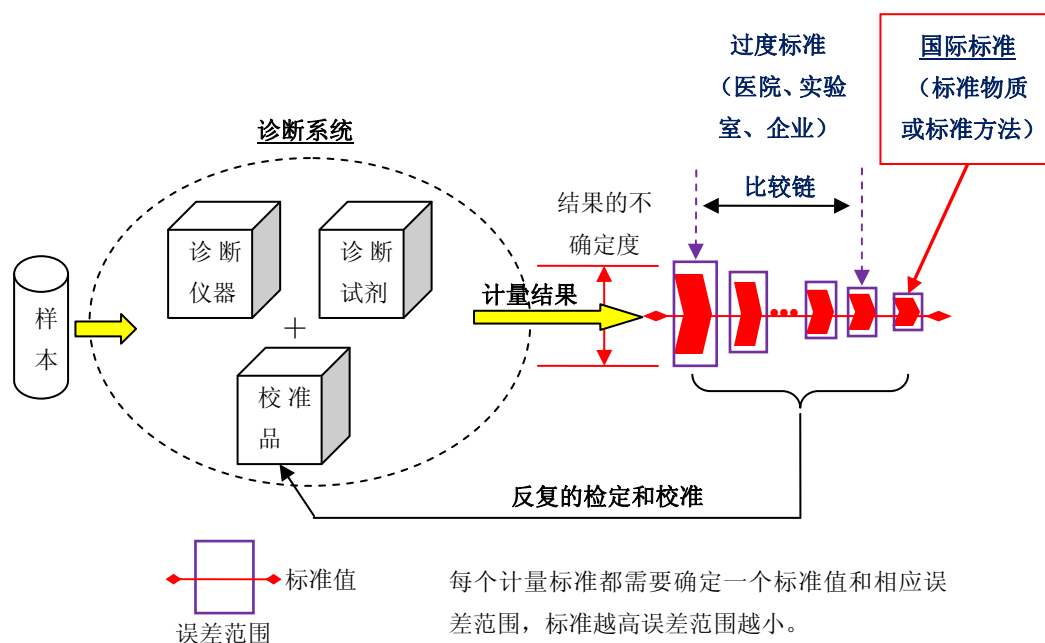 过度标准
（医院、实验
室、企业）
国际标准
（标准物质
或标准方法）
诊断系统
比较链
结果的不
确定度
诊断
仪器
诊断
试剂
样
本
计量结果
+
校准
品
反复的检定和校准
标准值
误差范围
每个计量标准都需要确定一个标准值和相应误
差范围，标准越高误差范围越小。